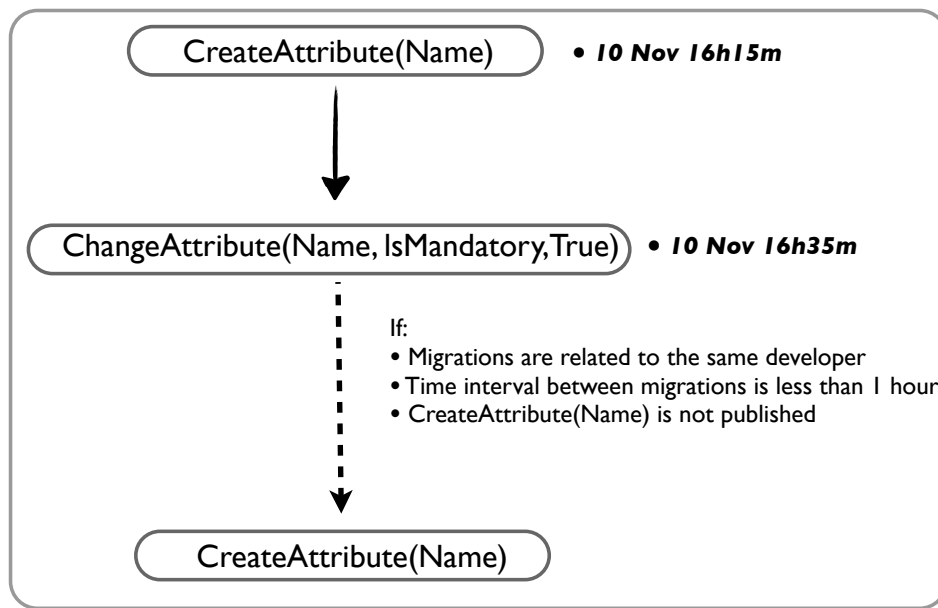 CreateAttribute(Name) • 10 Nov 16h15m
ChangeAttribute(Name, IsMandatory,True) • 10 Nov 16h35m
If:
• Migrations are related to the same developer
• Time interval between migrations is less than 1 hour
• CreateAttribute(Name) is not published
CreateAttribute(Name)